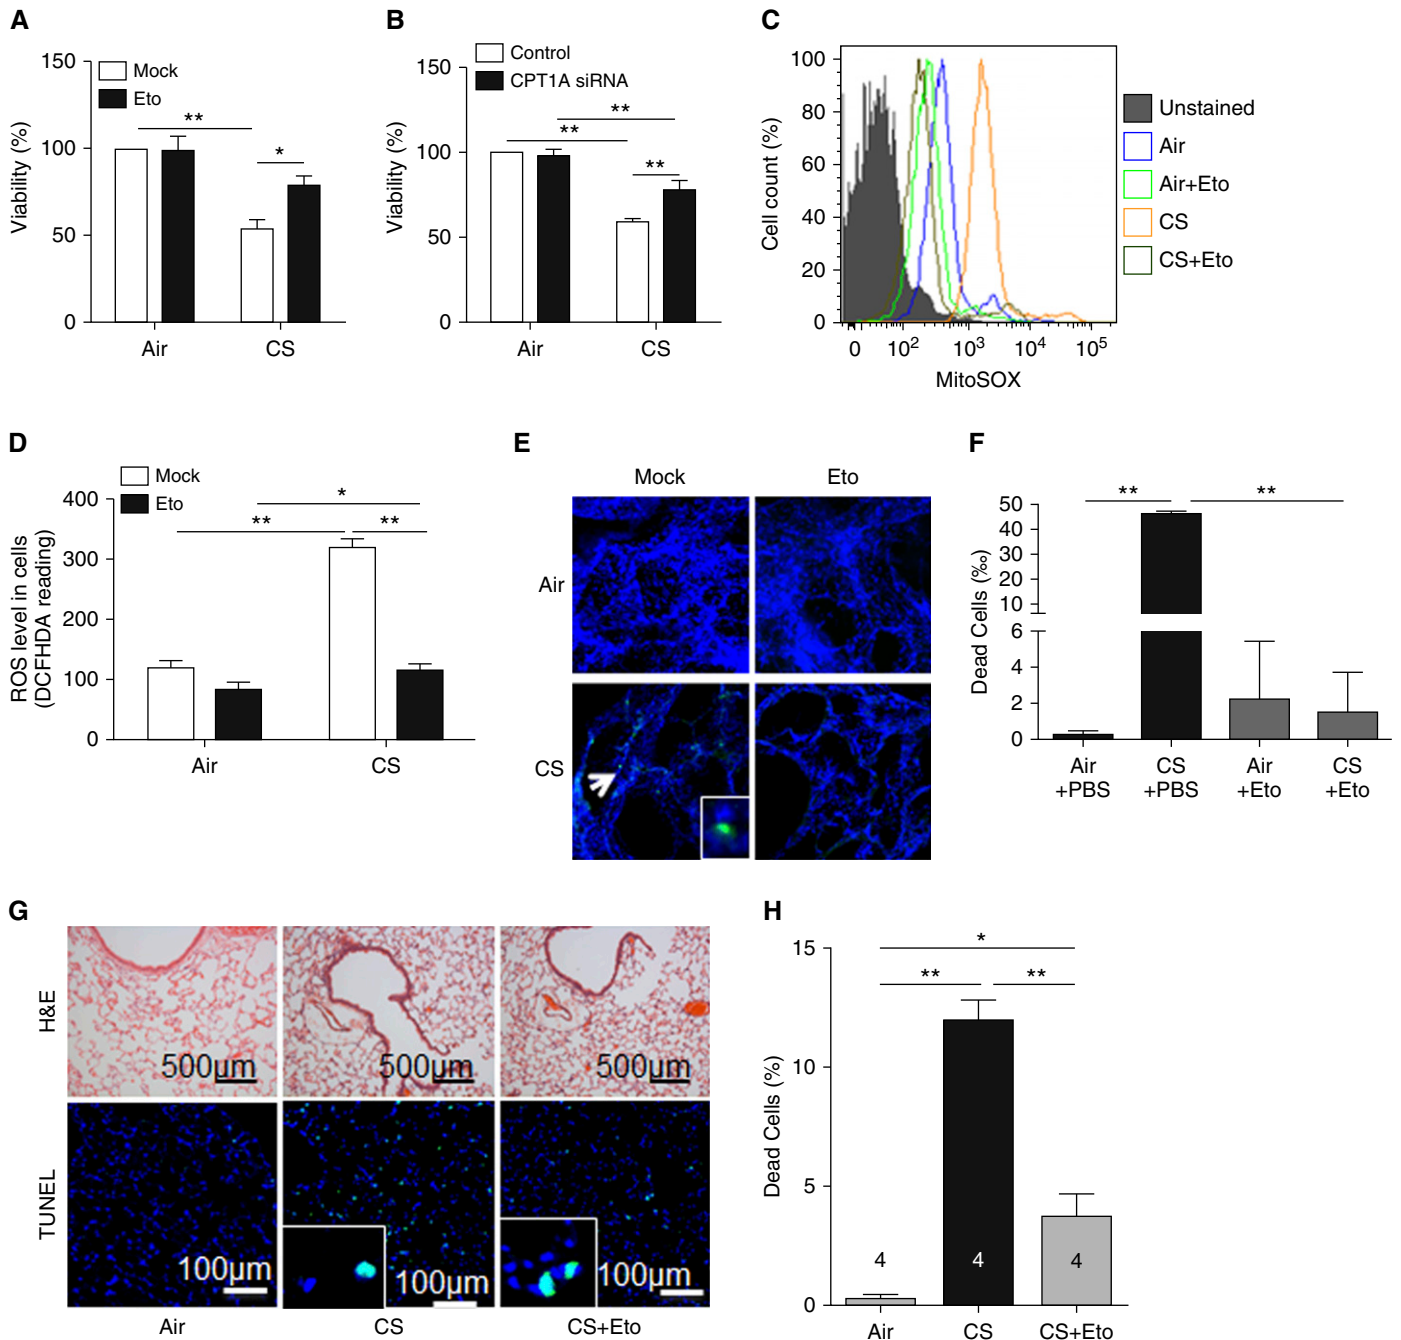 A
150
100
50
0
Viability (%)
Mock
Eto
**
*
Air
CS
B
150
100
50
0
Viability (%)
Control
CPT1A siRNA
**
**
**
Air
CS
C
100
80
60
40
20
0
Cell count (%)
0 10² 10³ 10⁴ 10⁵
MitoSOX
Unstained
Air
Air+Eto
CS
CS+Eto
D
400
300
200
100
0
ROS level in cells
(DCFHDA reading)
Mock
Eto
*
**
**
Air
CS
E
Mock
Eto
Air
CS
F
50
40
30
20
10
6
4
2
0
Dead Cells (‰)
**
**
Air
+PBS
CS
+PBS
Air
+Eto
CS
+Eto
G
H&E
500µm
500µm
500µm
TUNEL
100µm
100µm
100µm
Air
CS
CS+Eto
H
15
10
5
0
Dead Cells (%)
*
**
**
4
4
4
Air
CS
CS+Eto